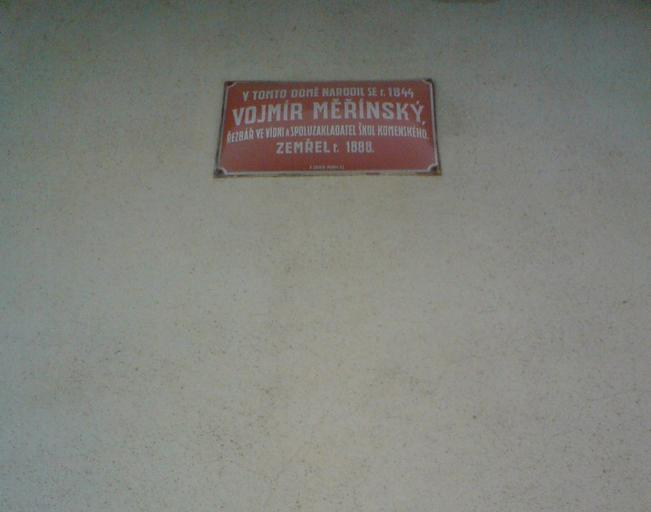 V TOMTO DOMĚ NARODIL SE r. 1844
VOJMÍR MĚŘÍNSKÝ,
ŘEZBÁŘ VE VÍDNI A SPOLUZAKLADATEL ŠKOL KOMENSKÉHO.
ZEMŘEL r. 1888.